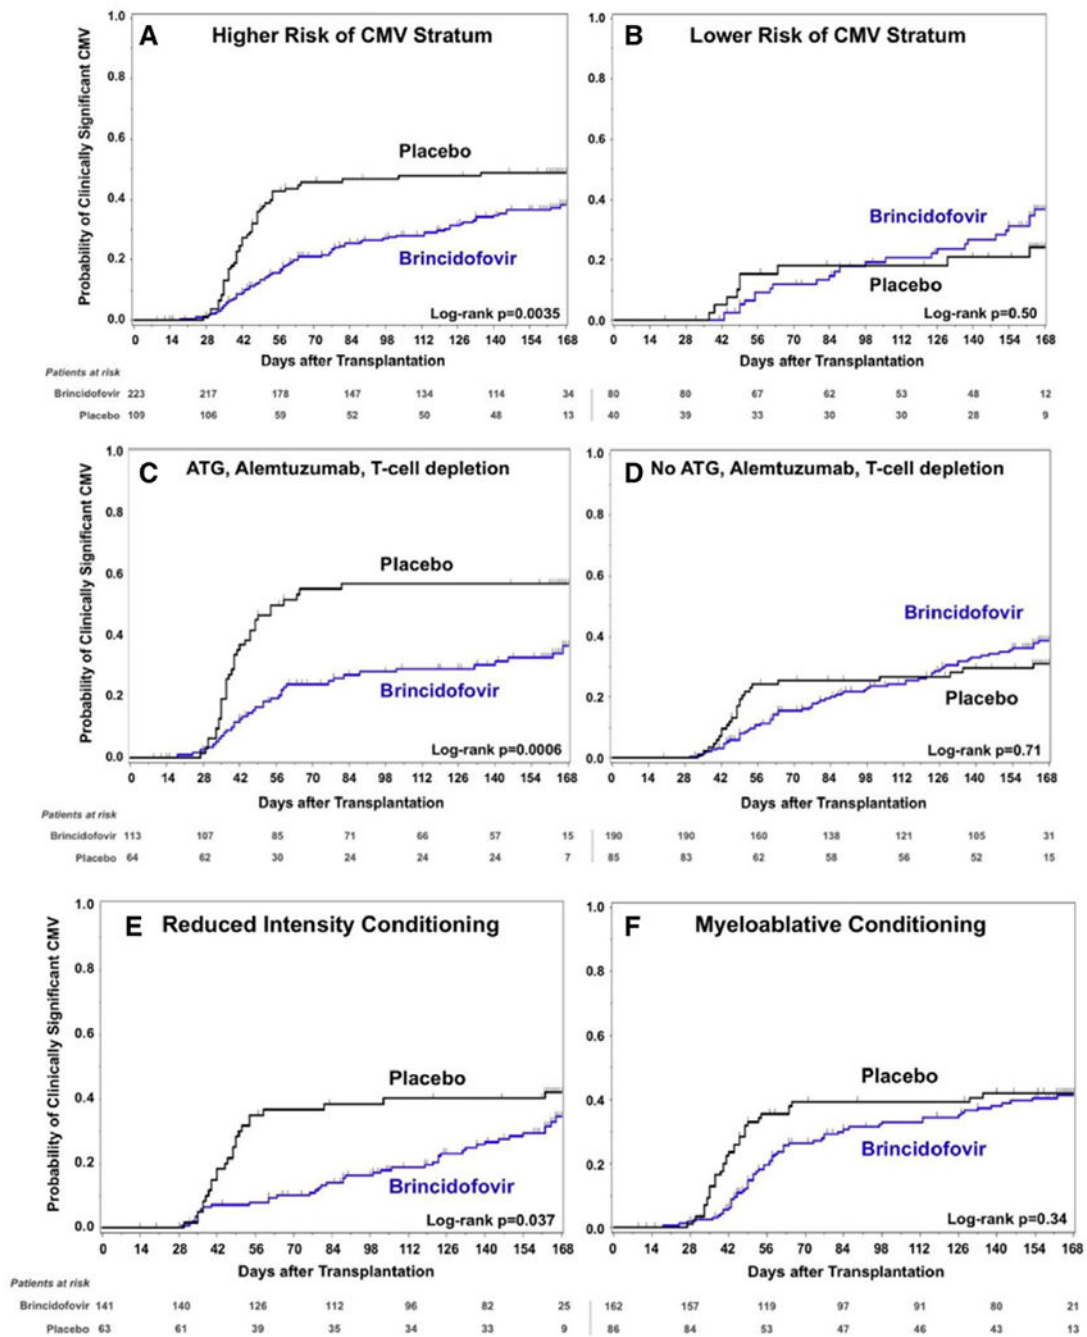 A Higher Risk of CMV Stratum
Probability of Clinically Significant CMV
1.0
0.8
0.6
0.4
0.2
0.0
Placebo
Brincidofovir
Log-rank p=0.0035
0 14 28 42 56 70 84 98 112 126 140 154 168
Days after Transplantation
B Lower Risk of CMV Stratum
1.0
0.8
0.6
0.4
0.2
0.0
Brincidofovir
Placebo
Log-rank p=0.50
0 14 28 42 56 70 84 98 112 126 140 154 168
Days after Transplantation
Patients at risk
Brincidofovir 223 217 178 147 134 114 34 80 80 67 62 53 48 12
Placebo 109 106 59 52 50 48 13 40 39 33 30 30 28 9
C ATG, Alemtuzumab, T-cell depletion
Probability of Clinically Significant CMV
1.0
0.8
0.6
0.4
0.2
0.0
Placebo
Brincidofovir
Log-rank p=0.0006
0 14 28 42 56 70 84 98 112 126 140 154 168
Days after Transplantation
D No ATG, Alemtuzumab, T-cell depletion
1.0
0.8
0.6
0.4
0.2
0.0
Brincidofovir
Placebo
Log-rank p=0.71
0 14 28 42 56 70 84 98 112 126 140 154 168
Days after Transplantation
Patients at risk
Brincidofovir 113 107 85 71 66 57 15 190 190 160 138 121 105 31
Placebo 64 62 30 24 24 24 7 85 83 62 58 56 52 15
E Reduced Intensity Conditioning
Probability of Clinically Significant CMV
1.0
0.8
0.6
0.4
0.2
0.0
Placebo
Brincidofovir
Log-rank p=0.037
0 14 28 42 56 70 84 98 112 126 140 154 168
Days after Transplantation
F Myeloablative Conditioning
1.0
0.8
0.6
0.4
0.2
0.0
Placebo
Brincidofovir
Log-rank p=0.34
0 14 28 42 56 70 84 98 112 126 140 154 168
Days after Transplantation
Patients at risk
Brincidofovir 141 140 126 112 96 82 25 162 157 119 97 91 80 21
Placebo 63 61 39 35 34 33 9 86 84 53 47 46 43 13